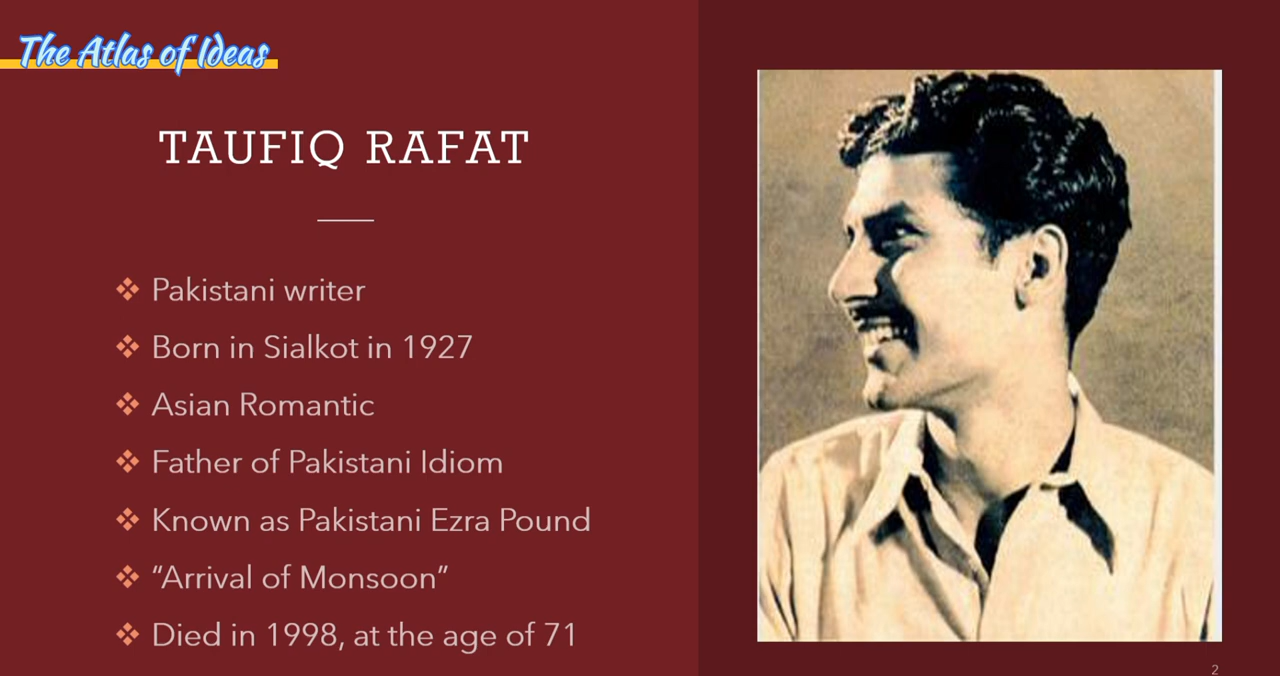 The Atlas of Ideas
TAUFIQ RAFAT
Pakistani writer
Born in Sialkot in 1927
Asian Romantic
Father of Pakistani Idiom
Known as Pakistani Ezra Pound
“Arrival of Monsoon”
Died in 1998, at the age of 71
2